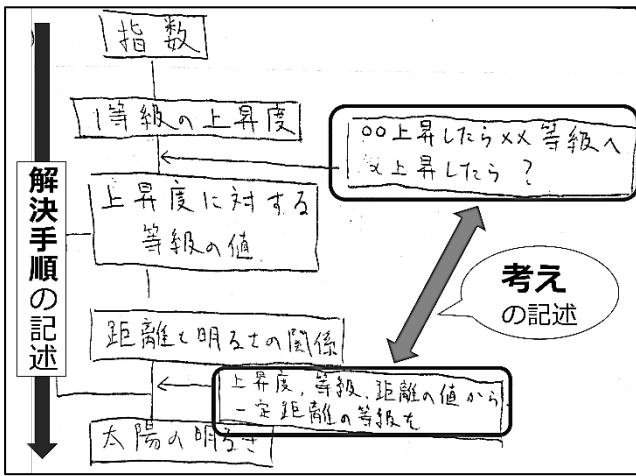 指数
1等級の上昇度
○○上昇したら××等級へ
x上昇したら?
上昇度に対する
等級の値
解決手順の記述
考え
の記述
距離と明るさの関係
上昇度、等級、距離の値から
一定距離の等級を
太陽の明るさ